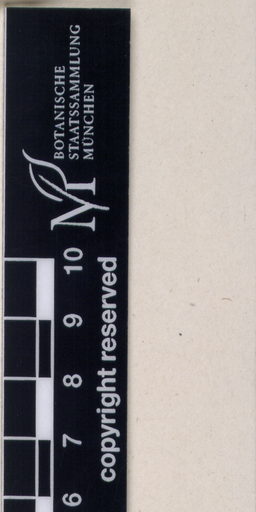 BOTANISCHE
STAATSSAMMLUNG
MÜNCHEN
10
9
8
7
6
copyright reserved